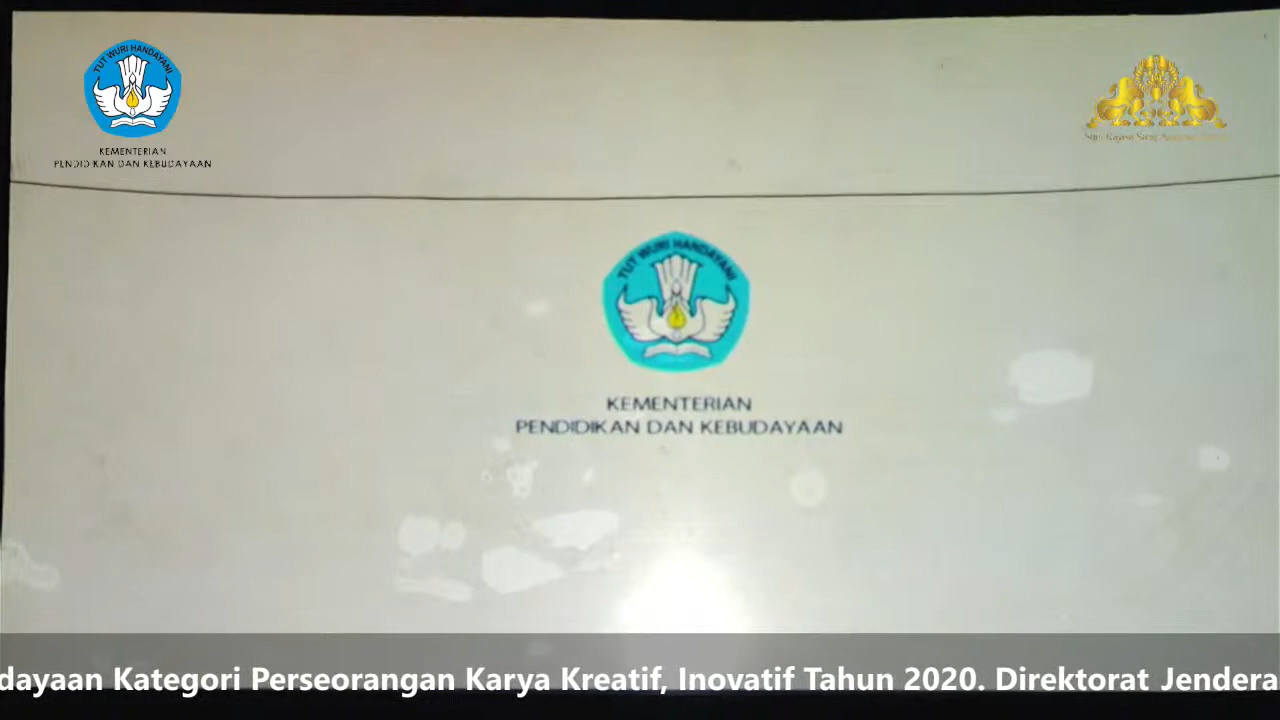 TUT WURI HANDAYANI
KEMENTERIAN
PENDIDIKAN DAN KEBUDAYAAN
TUT WURI HANDAYANI
KEMENTERIAN
PENDIDIKAN DAN KEBUDAYAAN
dayaan Kategori Perseorangan Karya Kreatif, Inovatif Tahun 2020. Direktorat Jendera